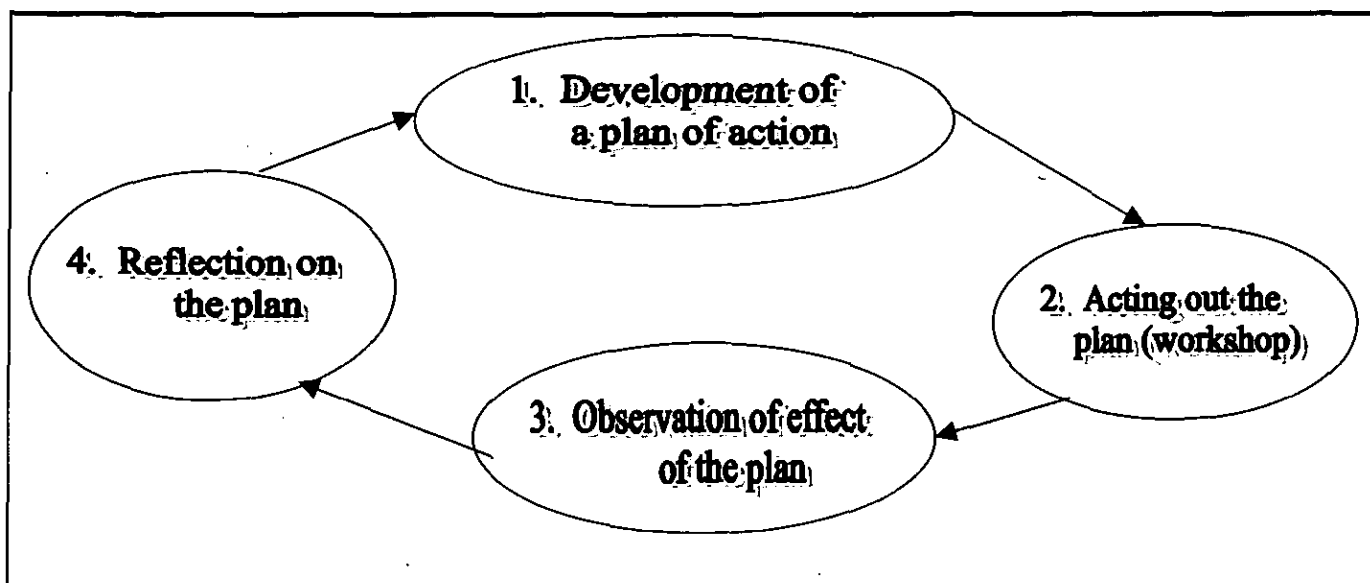 1. Development of
a plan of action
2. Acting out the
plan (workshop)
3. Observation of effect
of the plan
4. Reflection on
the plan